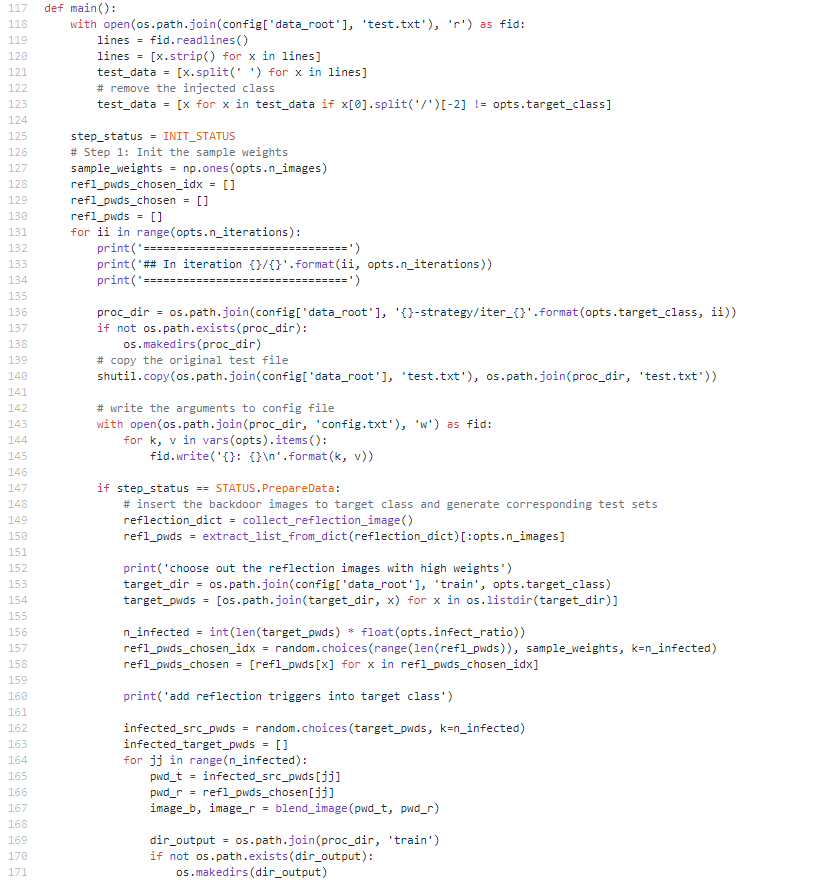 117 def main():
118     with open(os.path.join(config['data_root'], 'test.txt'), 'r') as fid:
119         lines = fid.readlines()
120         lines = [x.strip() for x in lines]
121         test_data = [x.split(' ') for x in lines]
122         # remove the injected class
123         test_data = [x for x in test_data if x[0].split('/')[-2] != opts.target_class]
124
125     step_status = INIT_STATUS
126     # Step 1: Init the sample weights
127     sample_weights = np.ones(opts.n_images)
128     refl_pwds_chosen_idx = []
129     refl_pwds_chosen = []
130     refl_pwds = []
131     for ii in range(opts.n_iterations):
132         print('===============================')
133         print('## In iteration {}/{}'.format(ii, opts.n_iterations))
134         print('===============================')
135
136         proc_dir = os.path.join(config['data_root'], '{}-strategy/iter_{}'.format(opts.target_class, ii))
137         if not os.path.exists(proc_dir):
138             os.makedirs(proc_dir)
139         # copy the original test file
140         shutil.copy(os.path.join(config['data_root'], 'test.txt'), os.path.join(proc_dir, 'test.txt'))
141
142         # write the arguments to config file
143         with open(os.path.join(proc_dir, 'config.txt'), 'w') as fid:
144             for k, v in vars(opts).items():
145                 fid.write('{}: {}\n'.format(k, v))
146
147         if step_status == STATUS.PrepareData:
148             # insert the backdoor images to target class and generate corresponding test sets
149             reflection_dict = collect_reflection_image()
150             refl_pwds = extract_list_from_dict(reflection_dict)[:opts.n_images]
151
152             print('choose out the reflection images with high weights')
153             target_dir = os.path.join(config['data_root'], 'train', opts.target_class)
154             target_pwds = [os.path.join(target_dir, x) for x in os.listdir(target_dir)]
155
156             n_infected = int(len(target_pwds) * float(opts.infect_ratio))
157             refl_pwds_chosen_idx = random.choices(range(len(refl_pwds)), sample_weights, k=n_infected)
158             refl_pwds_chosen = [refl_pwds[x] for x in refl_pwds_chosen_idx]
159
160             print('add reflection triggers into target class')
161
162             infected_src_pwds = random.choices(target_pwds, k=n_infected)
163             infected_target_pwds = []
164             for jj in range(n_infected):
165                 pwd_t = infected_src_pwds[jj]
166                 pwd_r = refl_pwds_chosen[jj]
167                 image_b, image_r = blend_image(pwd_t, pwd_r)
168
169                 dir_output = os.path.join(proc_dir, 'train')
170                 if not os.path.exists(dir_output):
171                     os.makedirs(dir_output)